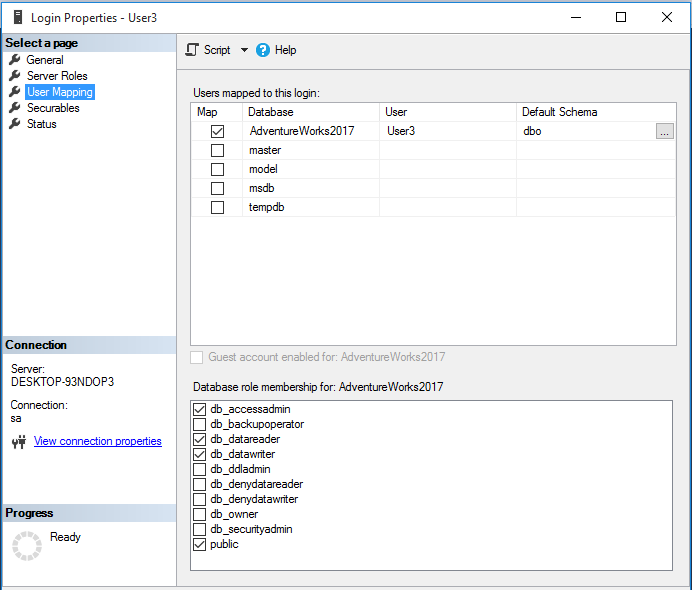 Login Properties - User3
Select a page
General
Server Roles
User Mapping
Securables
Status
Connection
Server:
DESKTOP-93NDOP3
Connection:
sa
View connection properties
Progress
Ready
Script Help
Users mapped to this login:
Map Database User Default Schema
AdventureWorks2017 User3 dbo ...
master
model
msdb
tempdb
Guest account enabled for: AdventureWorks2017
Database role membership for: AdventureWorks2017
db_accessadmin
db_backupoperator
db_datareader
db_datawriter
db_ddladmin
db_denydatareader
db_denydatawriter
db_owner
db_securityadmin
public